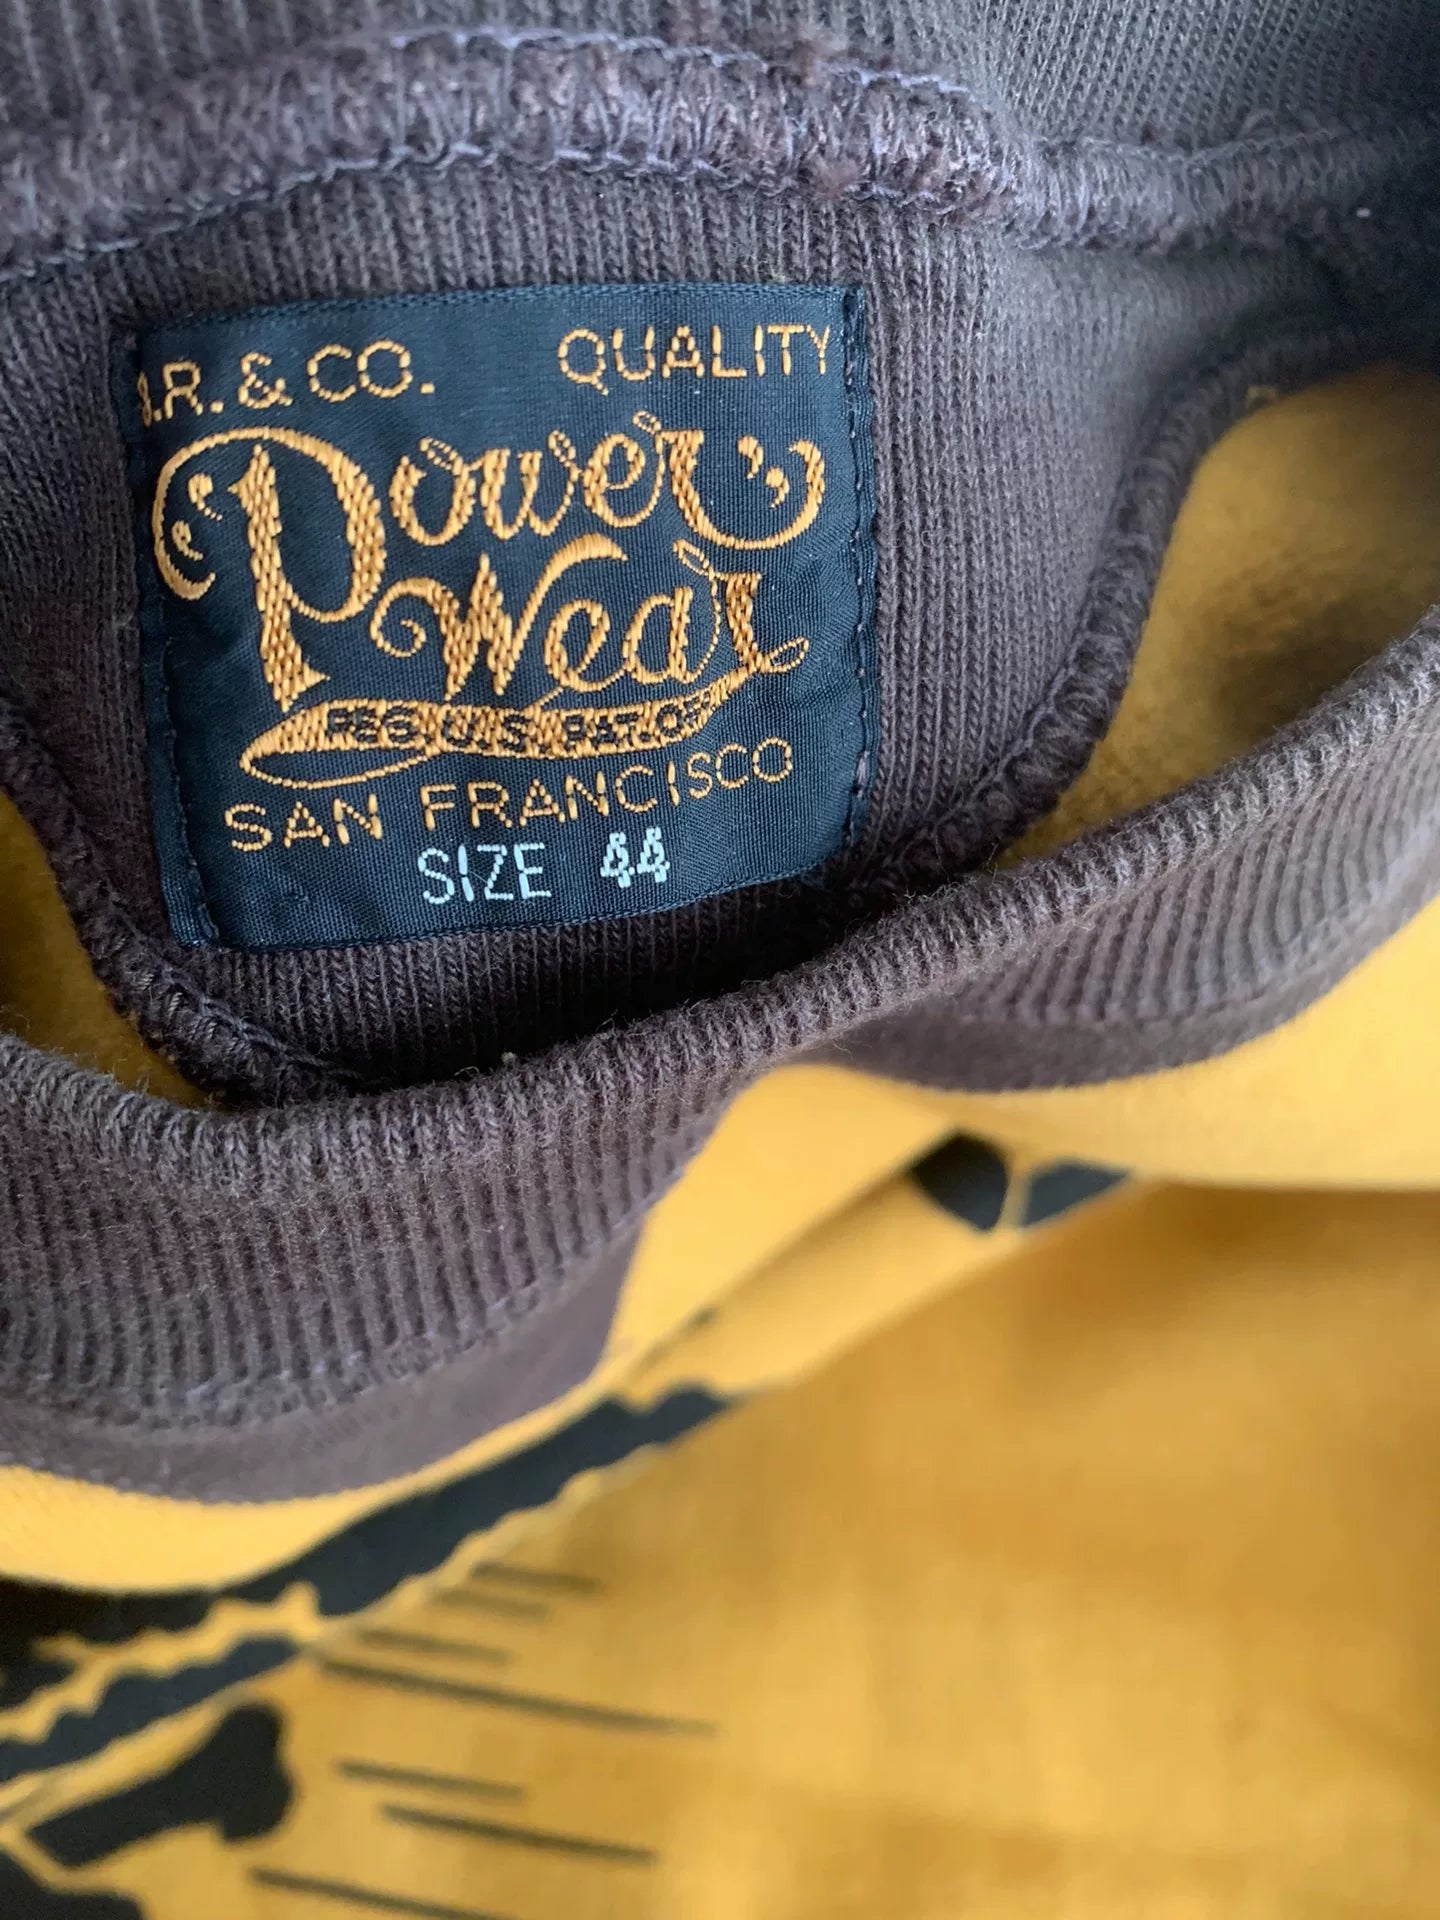 J.R. & CO. QUALITY
Power
Wear
REG. U.S. PAT. OFF
SAN FRANCISCO
SIZE 44